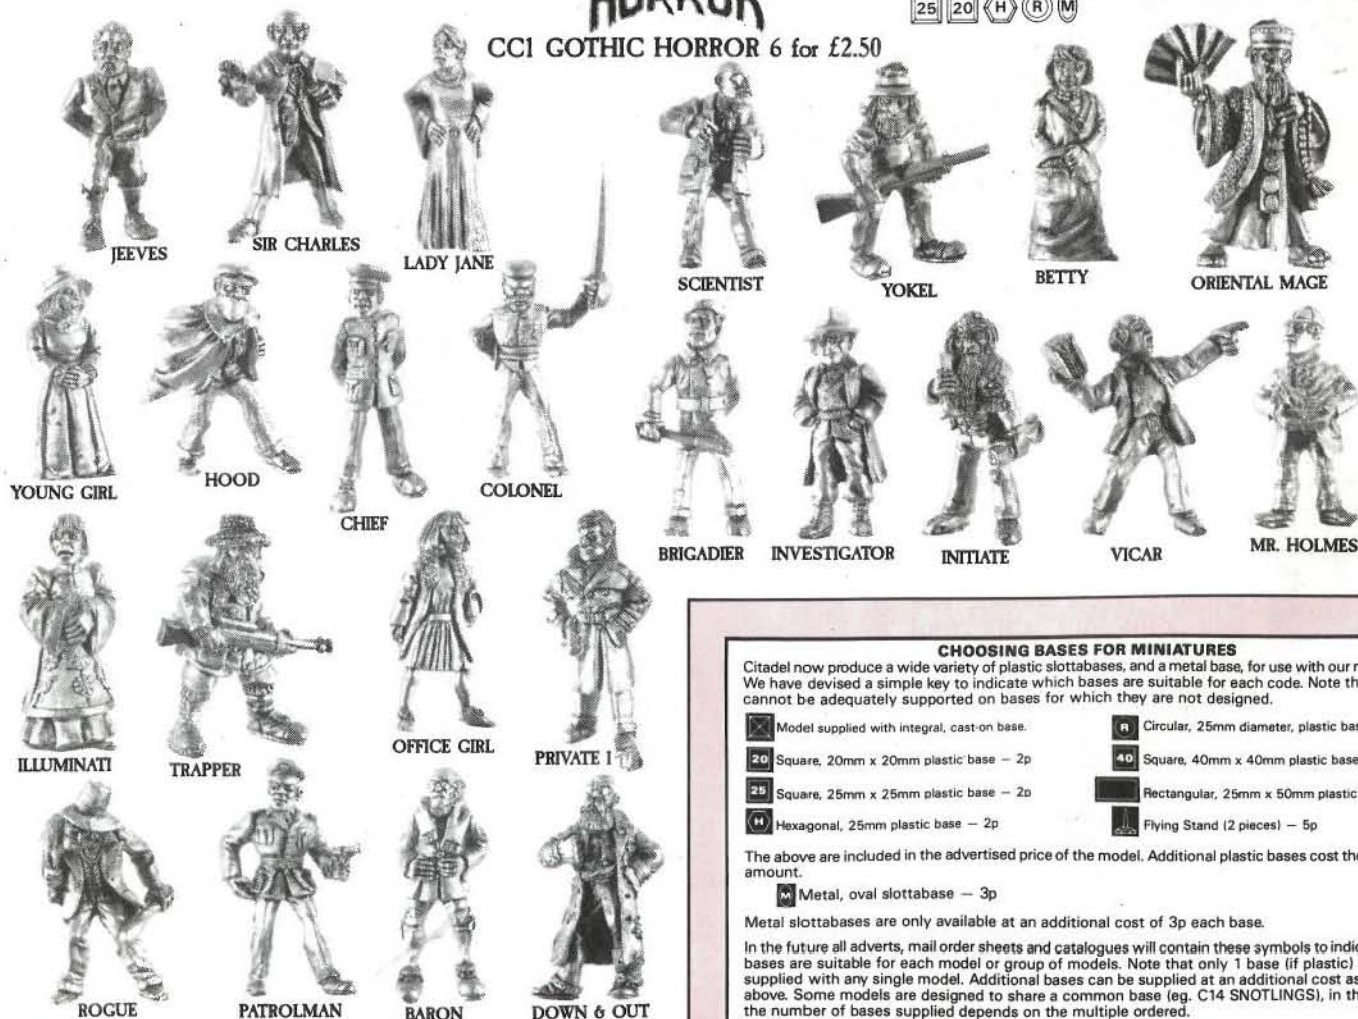 HORROR
25 20 H R M
CC1 GOTHIC HORROR 6 for £2.50
JEEVES
SIR CHARLES
LADY JANE
SCIENTIST
YOKEL
BETTY
ORIENTAL MAGE
YOUNG GIRL
HOOD
CHIEF
COLONEL
BRIGADIER
INVESTIGATOR
INITIATE
VICAR
MR. HOLMES
ILLUMINATI
TRAPPER
OFFICE GIRL
PRIVATE I
ROGUE
PATROLMAN
BARON
DOWN & OUT
CHOOSING BASES FOR MINIATURES
Citadel now produce a wide variety of plastic slottabases, and a metal base, for use with our
We have devised a simple key to indicate which bases are suitable for each code. Note
cannot be adequately supported on bases for which they are not designed.
Model supplied with integral, cast-on base.
20 Square, 20mm x 20mm plastic base — 2p
25 Square, 25mm x 25mm plastic base — 2p
H Hexagonal, 25mm plastic base — 2p
R Circular, 25mm diameter, plastic
40 Square, 40mm x 40mm plastic base
Rectangular, 25mm x 50mm plastic
Flying Stand (2 pieces) — 5p
The above are included in the advertised price of the model. Additional plastic bases cost
amount.
M Metal, oval slottabase — 3p
Metal slottabases are only available at an additional cost of 3p each base.
In the future all adverts, mail order sheets and catalogues will contain these symbols to
bases are suitable for each model or group of models. Note that only 1 base (if plastic)
supplied with any single model. Additional bases can be supplied at an additional cost as
above. Some models are designed to share a common base (eg. C14 SNOTLINGS), in
the number of bases supplied depends on the multiple ordered.